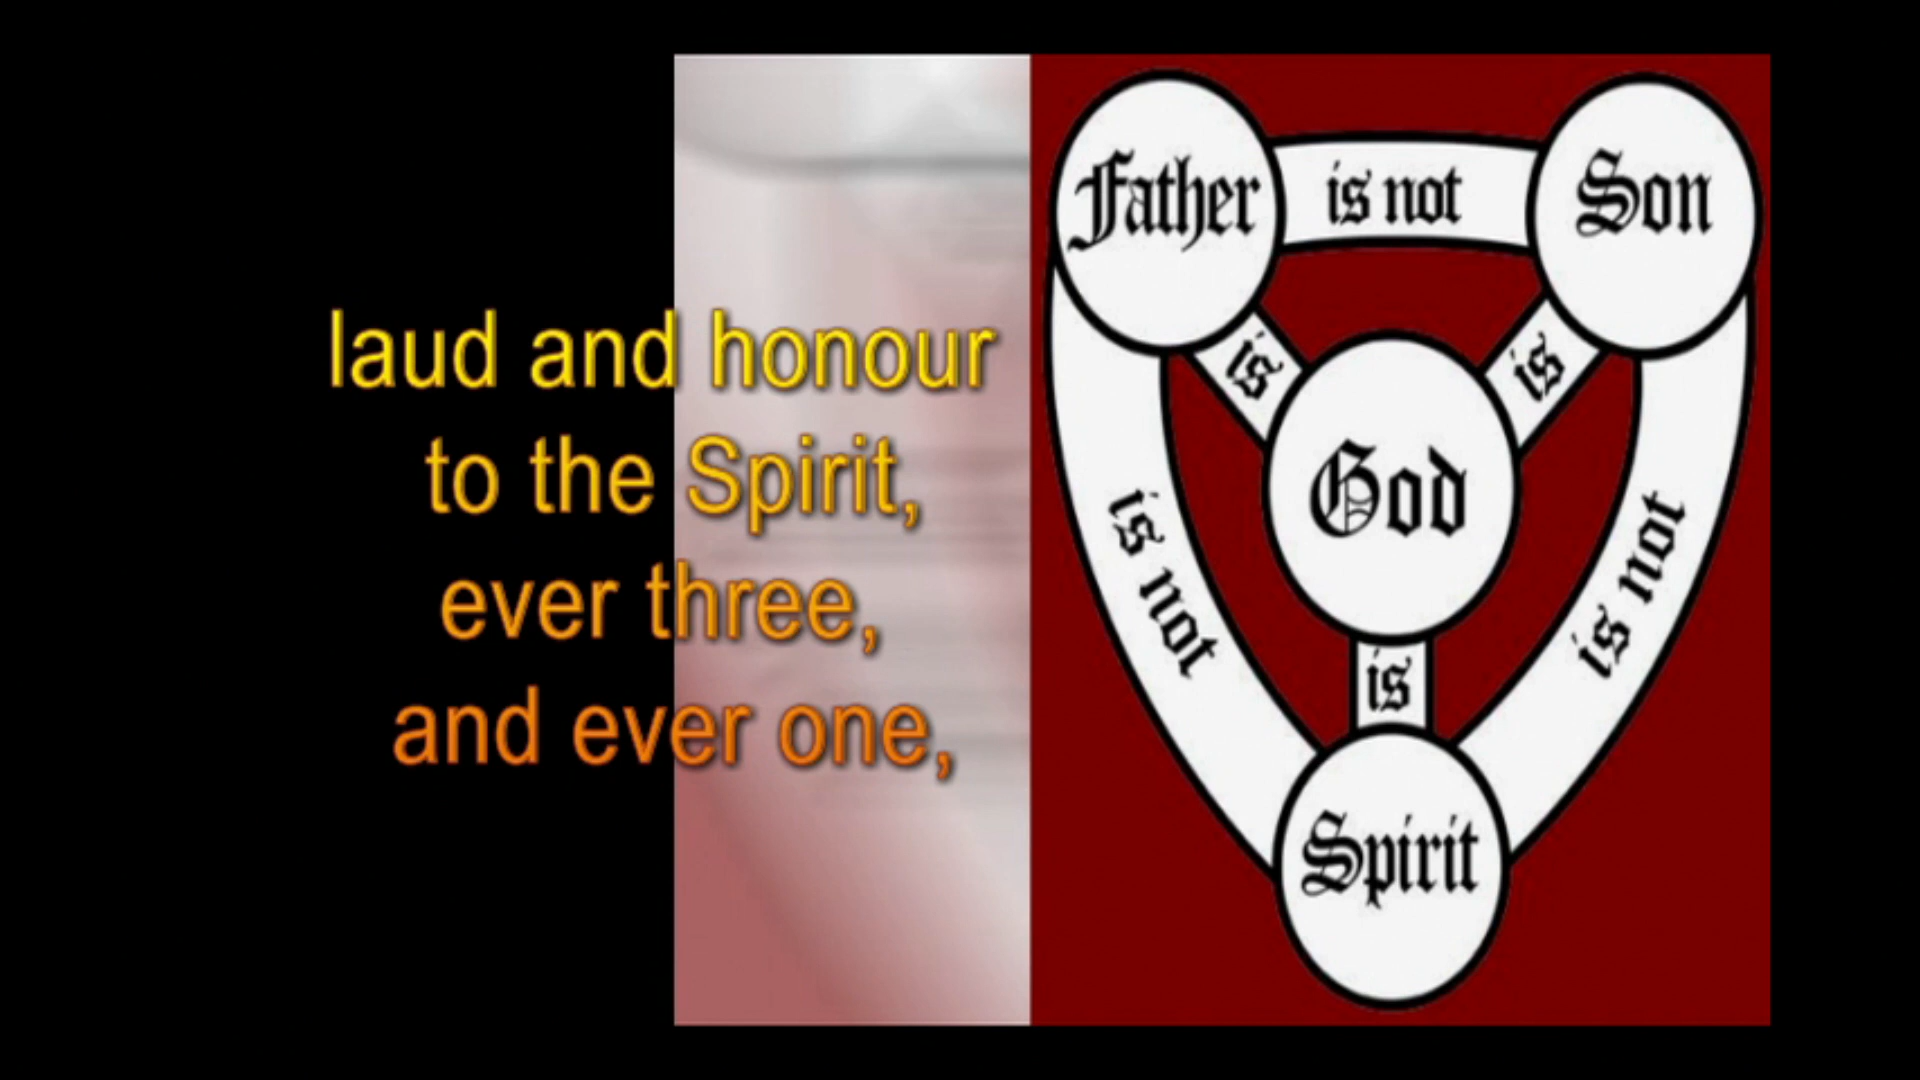 laud and honour
to the Spirit,
ever three,
and ever one,
Father is not Son
is is
God
is not is not
is
Spirit